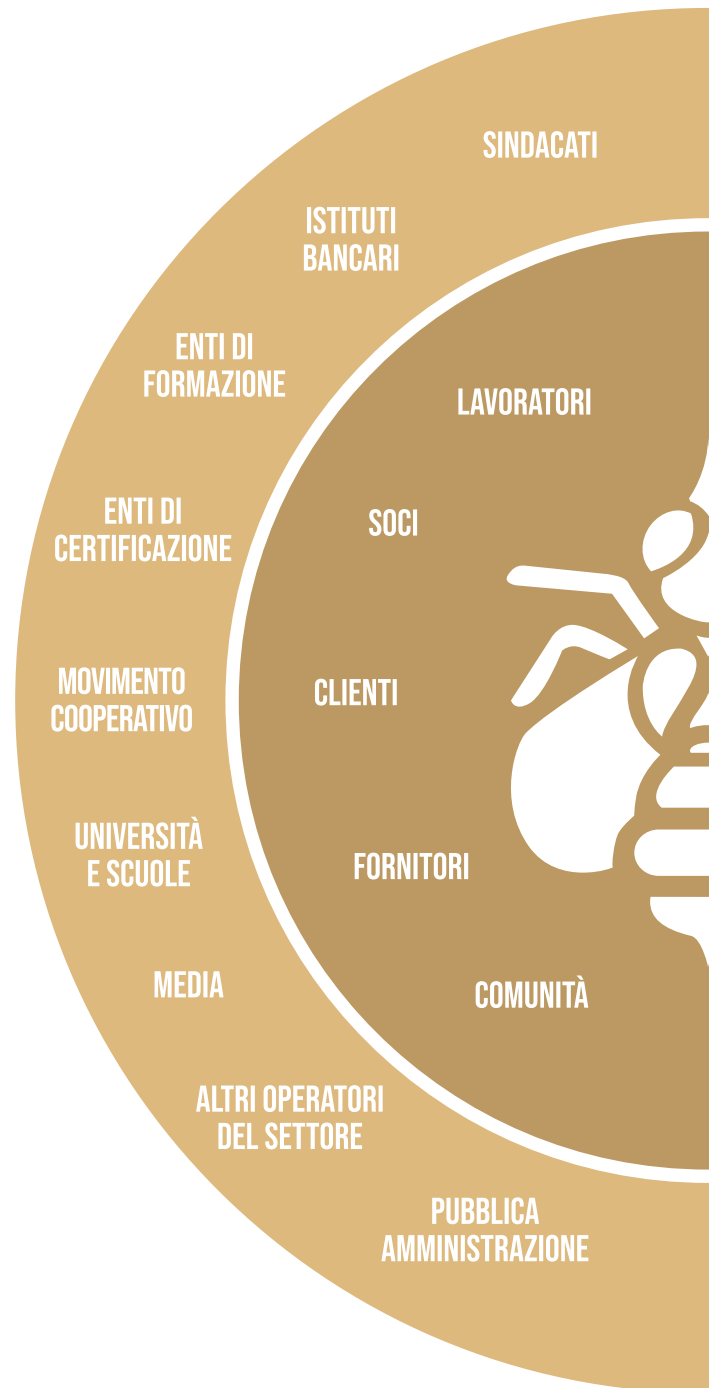 SINDACATI
ISTITUTI
BANCARI
ENTI DI
FORMAZIONE
ENTI DI
CERTIFICAZIONE
MOVIMENTO
COOPERATIVO
UNIVERSITÀ
E SCUOLE
MEDIA
ALTRI OPERATORI
DEL SETTORE
PUBBLICA
AMMINISTRAZIONE
LAVORATORI
SOCI
CLIENTI
FORNITORI
COMUNITÀ